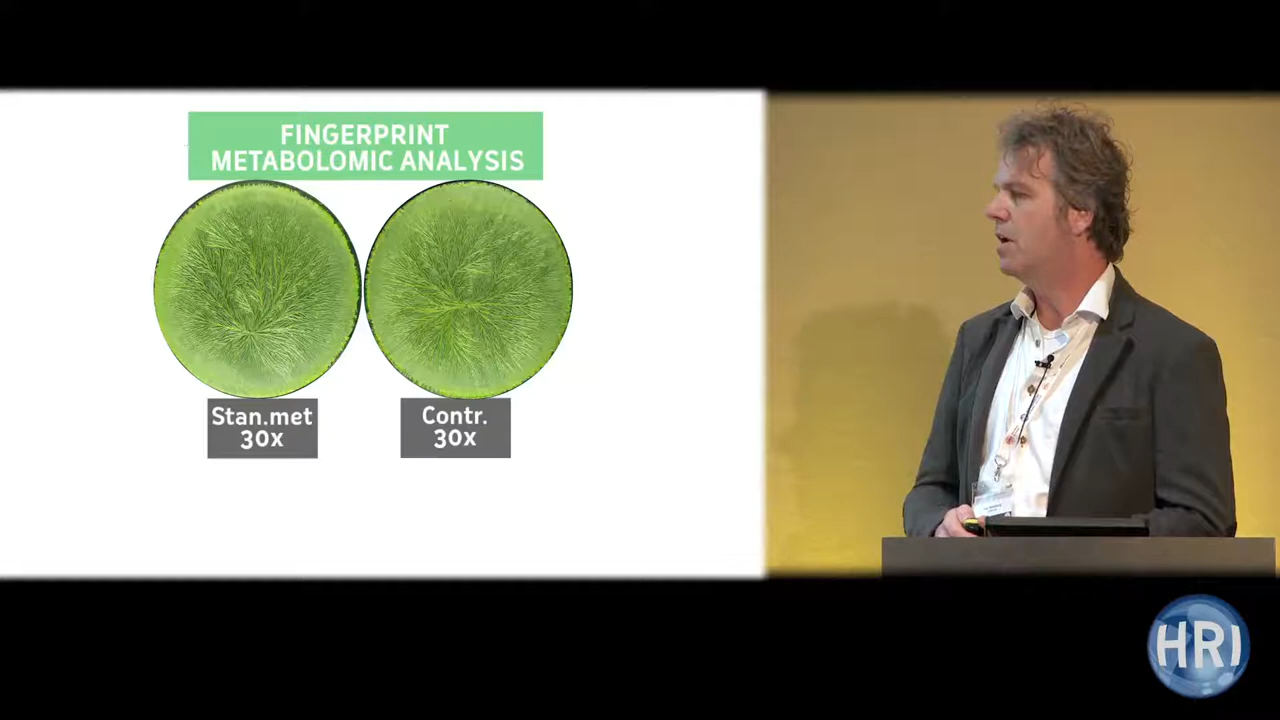 FINGERPRINT
METABOLOMIC ANALYSIS
Stan.met
30x
Contr.
30x
HRI